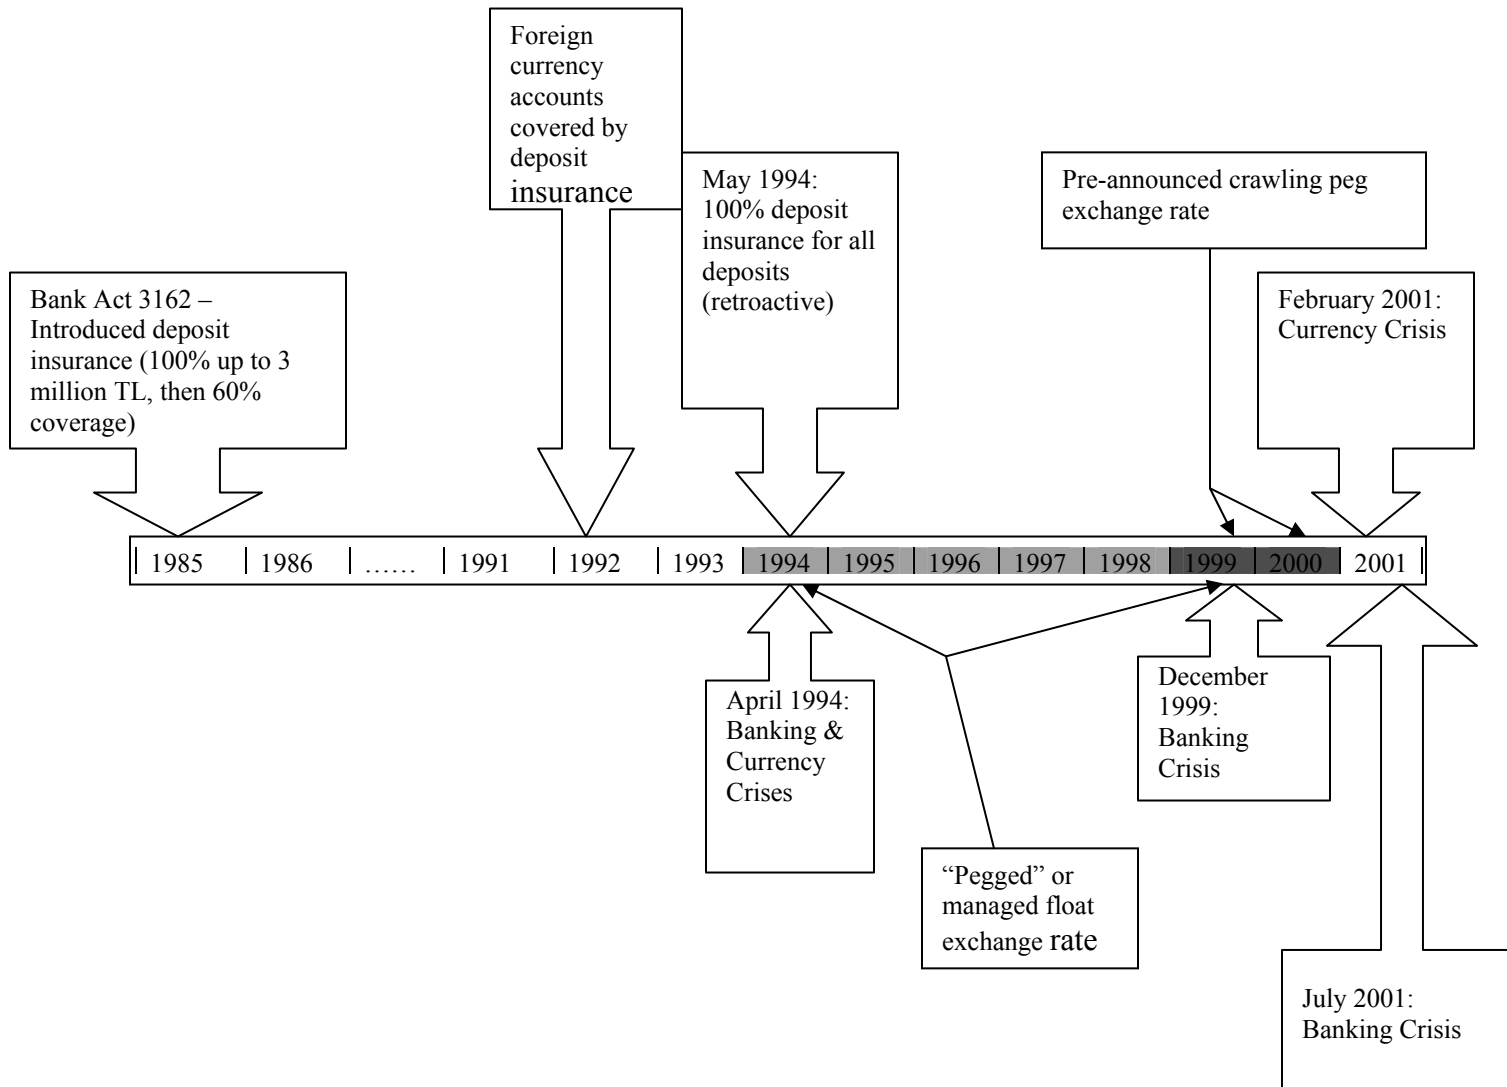 Foreign
currency
accounts
covered by
deposit
insurance
May 1994:
100% deposit
insurance for all
deposits
(retroactive)
Pre-announced crawling peg
exchange rate
Bank Act 3162 –
Introduced deposit
insurance (100% up to 3
million TL, then 60%
coverage)
February 2001:
Currency Crisis
1985 1986 …… 1991 1992 1993 1994 1995 1996 1997 1998 1999 2000 2001
April 1994:
Banking &
Currency
Crises
December
1999:
Banking
Crisis
“Pegged” or
managed float
exchange rate
July 2001:
Banking Crisis